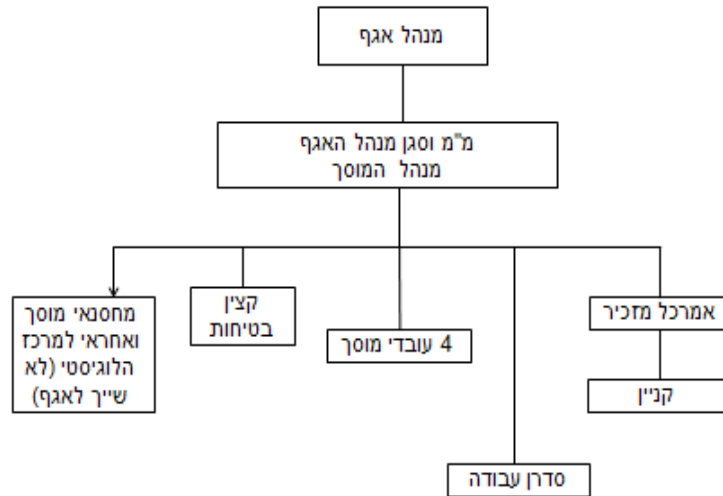 מנהל אגף
מ"מ וסגן מנהל האגף
מנהל המוסך
אמרכל מזכיר
קניין
סדרן עבודה
4 עובדי מוסך
קצין
בטיחות
מחסנאי מוסך
ואחראי למרכז
הלוגיסטי (לא
שייך לאגף)